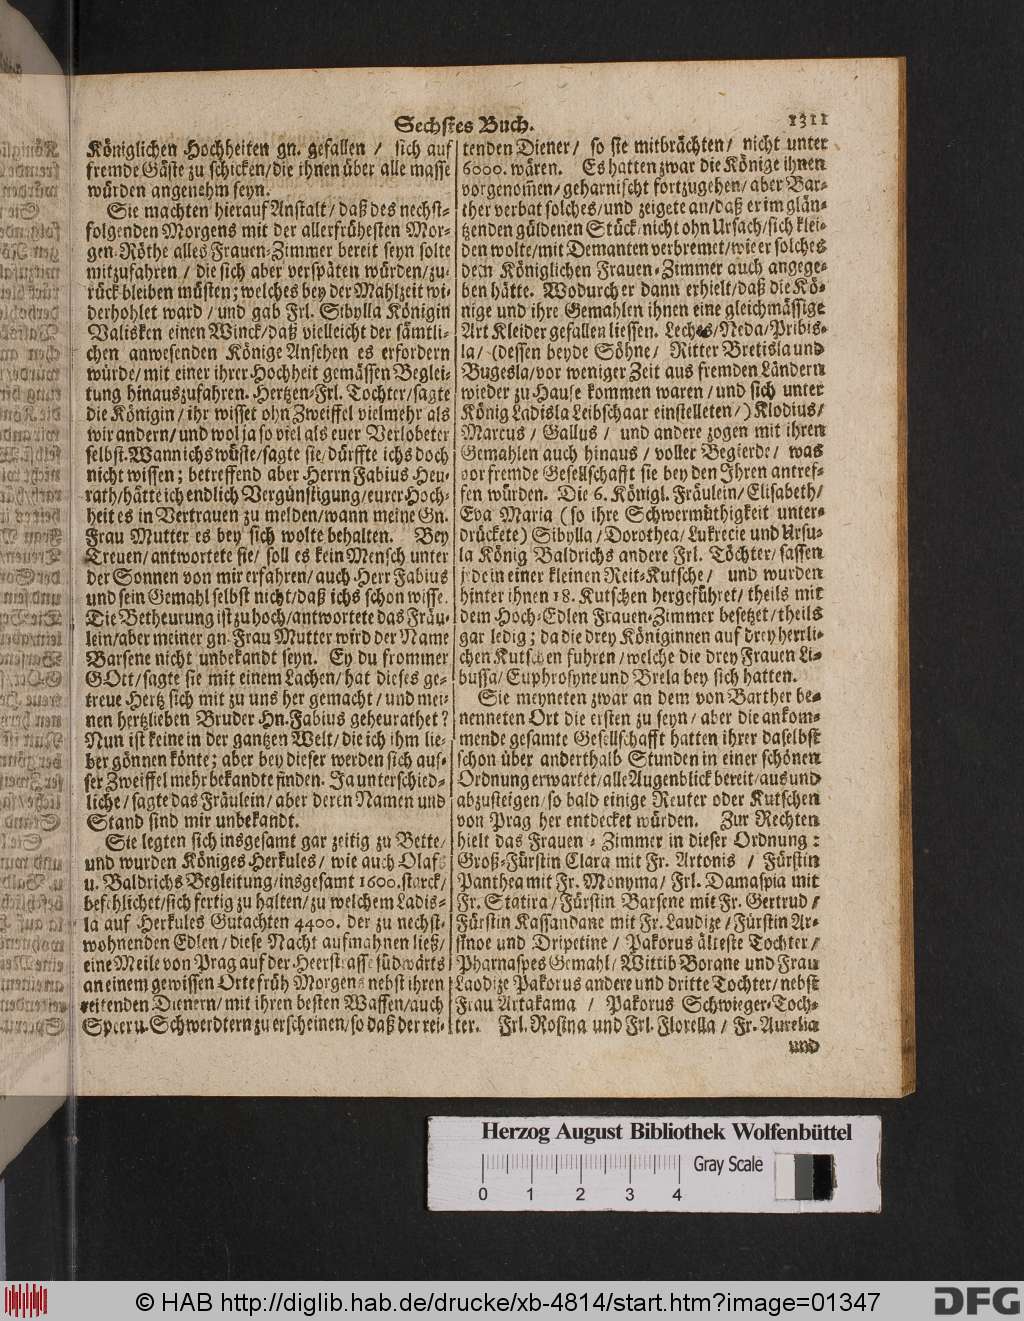 Sechstes Buch.
1311
Königlichen Hochheiten gn. gefallen / sich auf
fremde Gäste zu schicken/die ihnen über alle masse
würden angenehm seyn.
Sie machten hierauf Anstalt/daß des nechst-
folgenden Morgens mit der allerfrühesten Mor-
gen-Röthe alles Frauen-Zimmer bereit seyn solte
mitzufahren / die sich aber verspäten würden/zu-
rück bleiben müsten; welches bey der Mahlzeit wi-
derhohlet ward / und gab Frl. Sibylla Königin
Valisken einen Winck/daß vielleicht der sämtli-
chen anwesenden Könige Ansehen es erfordern
würde/mit einer ihrer Hochheit gemässen Beglei-
tung hinauszufahren. Hertzen-Frl. Tochter/sagte
die Königin / ihr wisset ohn Zweiffel vielmehr als
wir andern/und wol ja so viel als euer Verlobeter
selbst. Wann ichs wüste/sagte sie/dürffte ichs doch
nicht wissen; betreffend aber Herrn Fabius Heu-
rath/hätte ich endlich Vergünstigung/eurer Hoch-
heit es in Vertrauen zu melden/wann meine Gn.
Frau Mutter es bey sich wolte behalten. Bey
Treuen/antwortete sie/ soll es kein Mensch unter
der Sonnen von mir erfahren/auch Herr Fabius
und sein Gemahl selbst nicht/daß ichs schon wisse.
Die Betheurung ist zu hoch/antwortete das Fräu-
lein/aber meiner gn. Frau Mutter wird der Name
Barsene nicht unbekandt seyn. Ey du frommer
GOtt/sagte sie mit einem Lachen/hat dieses ge-
treue Hertz sich mit zu uns her gemacht/und mei-
nen hertzlieben Bruder Hn. Fabius geheurathet?
Nun ist keine in der gantzen Welt/die ich ihm lie-
ber gönnen könte; aber bey dieser werden sich aus-
ser Zweiffel mehr bekandte finden. Ja unterschied-
liche/sagte das Fräulein/aber deren Namen und
Stand sind mir unbekandt.
Sie legten sich insgesamt gar zeitig zu Bette/
und wurden Königes Herkules/ wie auch Olafs
u. Baldrichs Begleitung/insgesamt 1600. starck/
befehlichet/sich fertig zu halten/zu welchem Ladis-
la auf Herkules Gutachten 4400. der zu nechst-
wohnenden Edlen/diese Nacht aufmahnen ließ/
eine Meile von Prag auf der Heerstrasse südwärts
an einem gewissen Orte früh Morgens nebst ihren
reitenden Dienern/mit ihren besten Waffen/auch
Speer u. Schwerdtern zu erscheinen/so daß der rei-
tenden Diener/ so sie mitbrächten/ nicht unter
6000. wären. Es hatten zwar die Könige ihnen
vorgenom̃en/geharnischt fortzugehen/aber Bar-
ther verbat solches/und zeigete an/daß er im glän-
tzenden güldenen Stück/nicht ohn Ursach/sich klei-
den wolte/mit Demanten verbremet/wie er solches
dem Königlichen Frauen-Zimmer auch angege-
ben hätte. Wodurch er dann erhielt/daß die Kö-
nige und ihre Gemahlen ihnen eine gleichmässige
Art Kleider gefallen liessen. Leches/Neda/Pribis-
la/ (dessen beyde Söhne/ Ritter Bretisla und
Bugesla/vor weniger Zeit aus fremden Ländern
wieder zu Hause kommen waren/und sich unter
König Ladisla Leibschaar einstelleten/) Klodius/
Marcus/ Gallus/ und andere zogen mit ihren
Gemahlen auch hinaus/ voller Begierde/ was
vor fremde Gesellschafft sie bey den Ihren antref-
fen würden. Die 6. Königl. Fräulein/Elisabeth/
Eva Maria (so ihre Schwermüthigkeit unter-
drückete) Sibylla/Dorothea/Lukrecie und Ursu-
la König Baldrichs andere Frl. Töchter/sassen
jede in einer kleinen Reit-Kutsche/ und wurden
hinter ihnen 18. Kutschen hergeführet/theils mit
dem Hoch-Edlen Frauen-Zimmer besetzet/theils
gar ledig; da die drey Königinnen auf drey herrli-
chen Kutschen fuhren/welche die drey Frauen Li-
bussa/Euphrosyne und Brela bey sich hatten.
Sie meyneten zwar an dem von Barther be-
nenneten Ort die ersten zu seyn/aber die ankom-
mende gesamte Gesellschafft hatten ihrer daselbst
schon über anderthalb Stunden in einer schönen
Ordnung erwartet/alle Augenblick bereit/aus und
abzusteigen/so bald einige Reuter oder Kutschen
von Prag her entdecket würden. Zur Rechten
hielt das Frauen-Zimmer in dieser Ordnung:
Groß-Fürstin Clara mit Fr. Artonis / Fürstin
Panthea mit Fr. Monyma/ Frl. Damaspia mit
Fr. Statira/Fürstin Barsene mit Fr. Gertrud/
Fürstin Kassandane mit Fr. Laudize/Fürstin Ar-
sinoe und Dripetine / Pakorus älteste Tochter/
Pharnaspes Gemahl/Wittib Borane und Frau
Laodize Pakorus andere und dritte Tochter/nebst
Frau Artakama / Pakorus Schwieger-Toch-
ter. Frl. Rosina und Frl. Florella/ Fr. Aurelia
und
Herzog August Bibliothek Wolfenbüttel
Gray Scale
0 1 2 3 4
© HAB http://diglib.hab.de/drucke/xb-4814/start.htm?image=01347
DFG